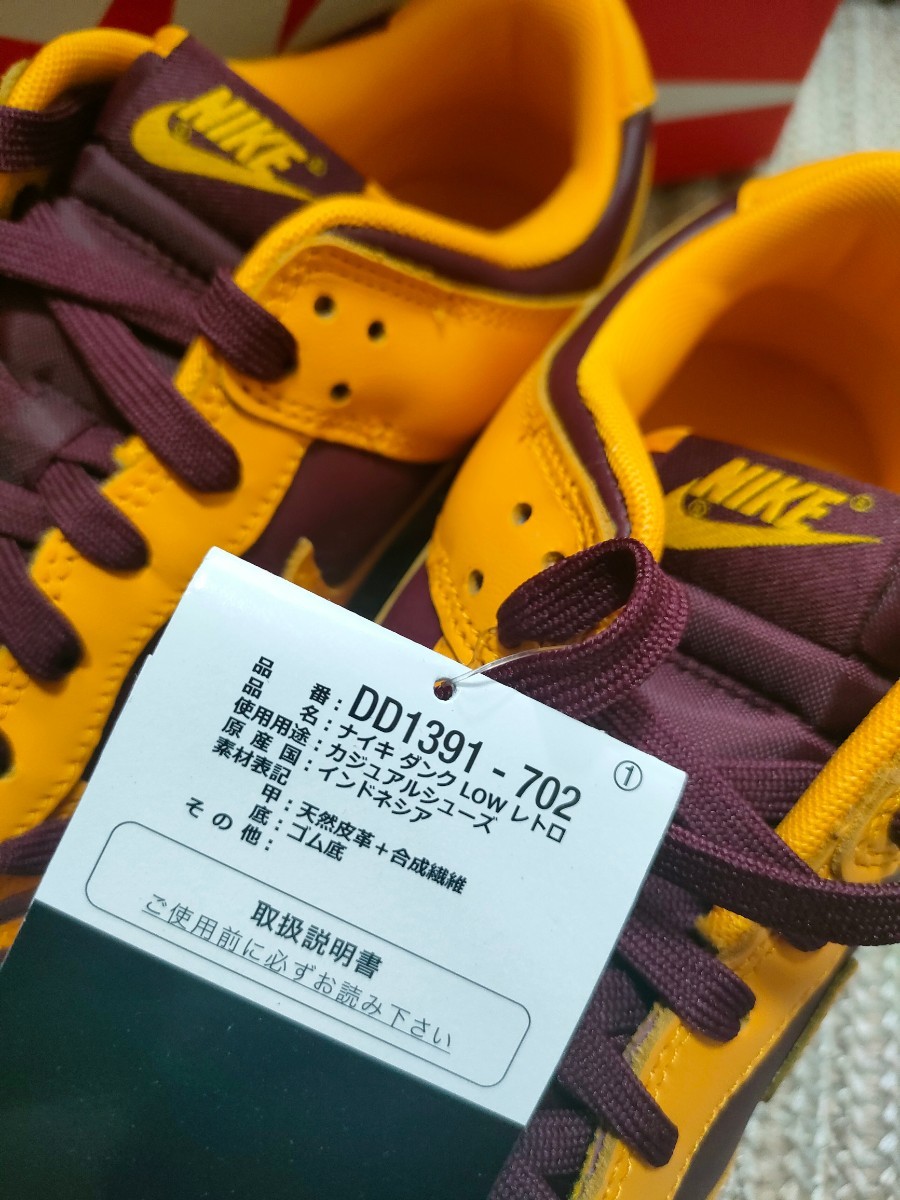 NIKE®
NIKE®
①
品番：DD1391 - 702
品名：ナイキ ダンク LOW レトロ
使用用途：カジュアルシューズ
原産国：インドネシア
素材表記
甲：天然皮革＋合成繊維
底：ゴム底
その他：
取扱説明書
ご使用前に必ずお読み下さい